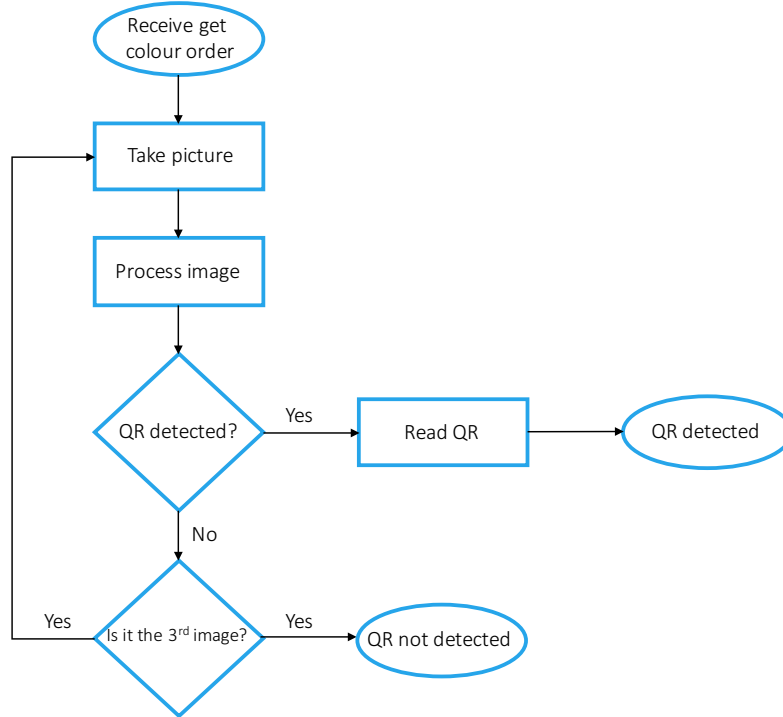 Receive get
colour order
Take picture
Process image
QR detected?
Yes
Read QR
QR detected
No
Yes
Is it the 3rd image?
Yes
QR not detected